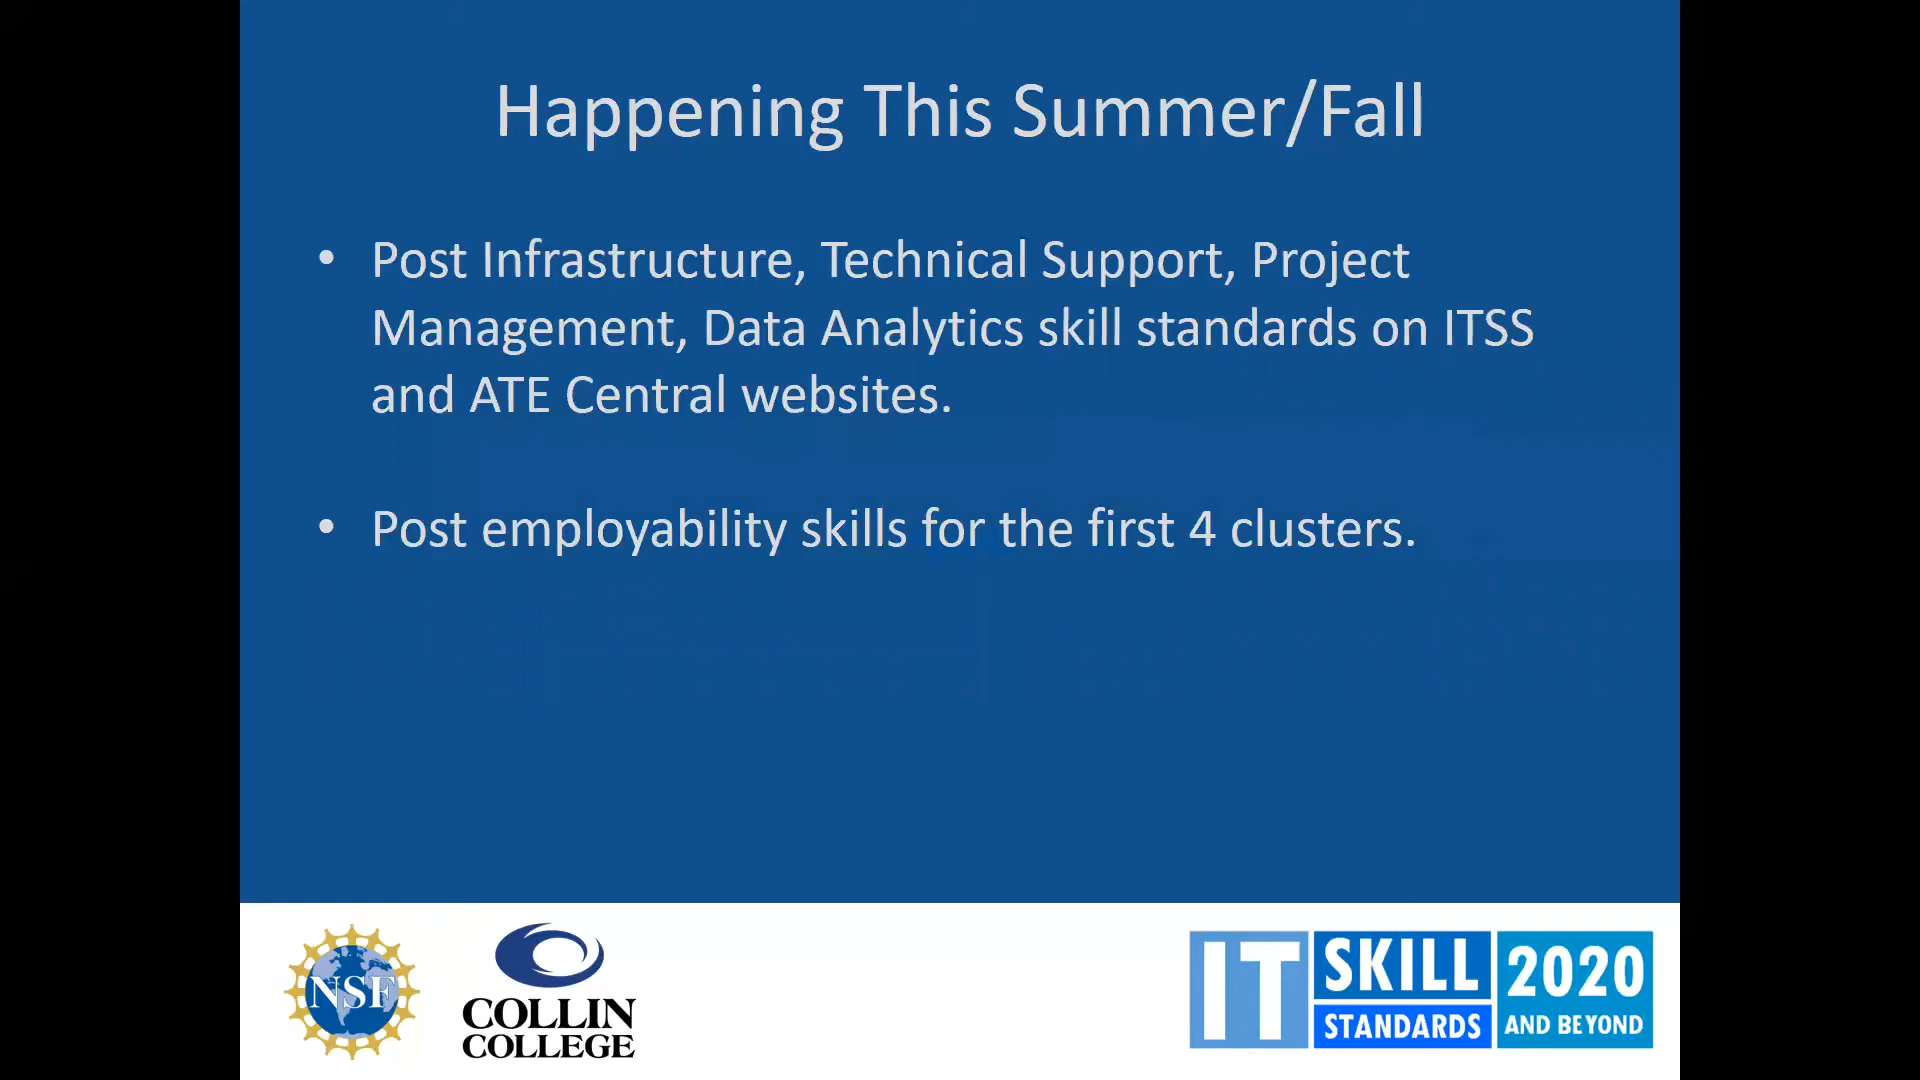 Happening This Summer/Fall
• Post Infrastructure, Technical Support, Project
Management, Data Analytics skill standards on ITSS
and ATE Central websites.
• Post employability skills for the first 4 clusters.
NSF
COLLIN
COLLEGE
IT SKILL
STANDARDS
2020
AND BEYOND